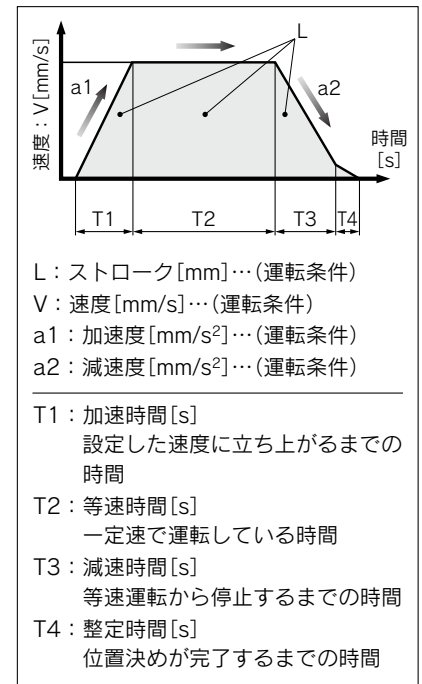 L
a1
a2
速度：V[mm/s]
時間
[s]
T1
T2
T3
T4
L：ストローク[mm]…(運転条件)
V：速度[mm/s]…(運転条件)
a1：加速度[mm/s²]…(運転条件)
a2：減速度[mm/s²]…(運転条件)
T1：加速時間[s]
設定した速度に立ち上がるまでの
時間
T2：等速時間[s]
一定速で運転している時間
T3：減速時間[s]
等速運転から停止するまでの時間
T4：整定時間[s]
位置決めが完了するまでの時間